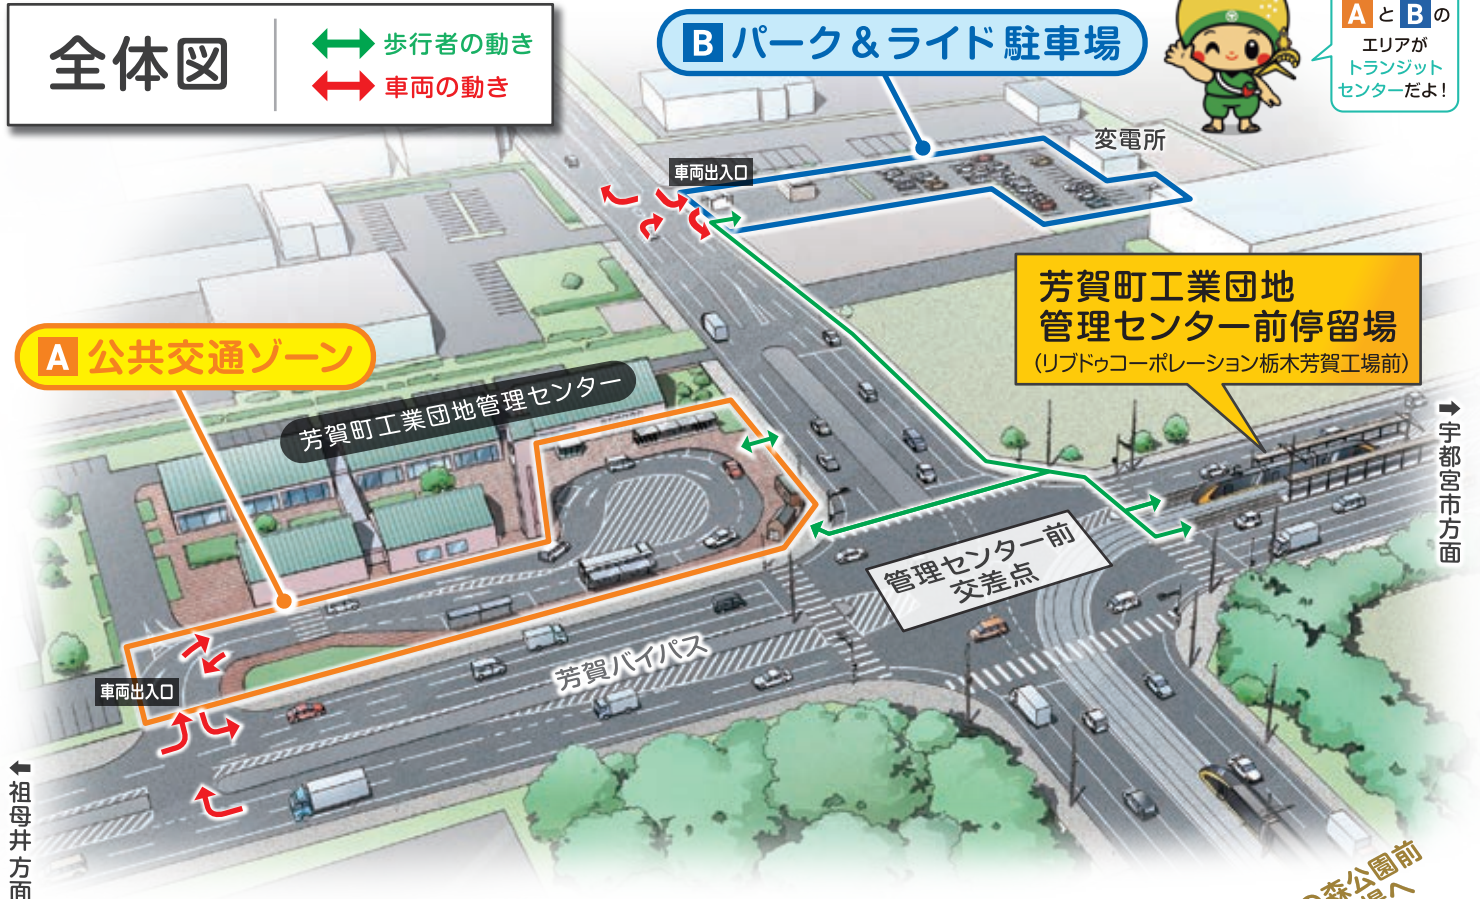 全体図
歩行者の動き
車両の動き
B パーク&ライド駐車場
AとBの
エリアが
トランジット
センターだよ!
変電所
車両出入口
芳賀町工業団地
管理センター前停留場
(リブドゥコーポレーション栃木芳賀工場前)
A 公共交通ゾーン
芳賀町工業団地管理センター
➡宇都宮市方面
管理センター前
交差点
芳賀バイパス
車両出入口
⬅祖母井方面
の森公園前
場へ